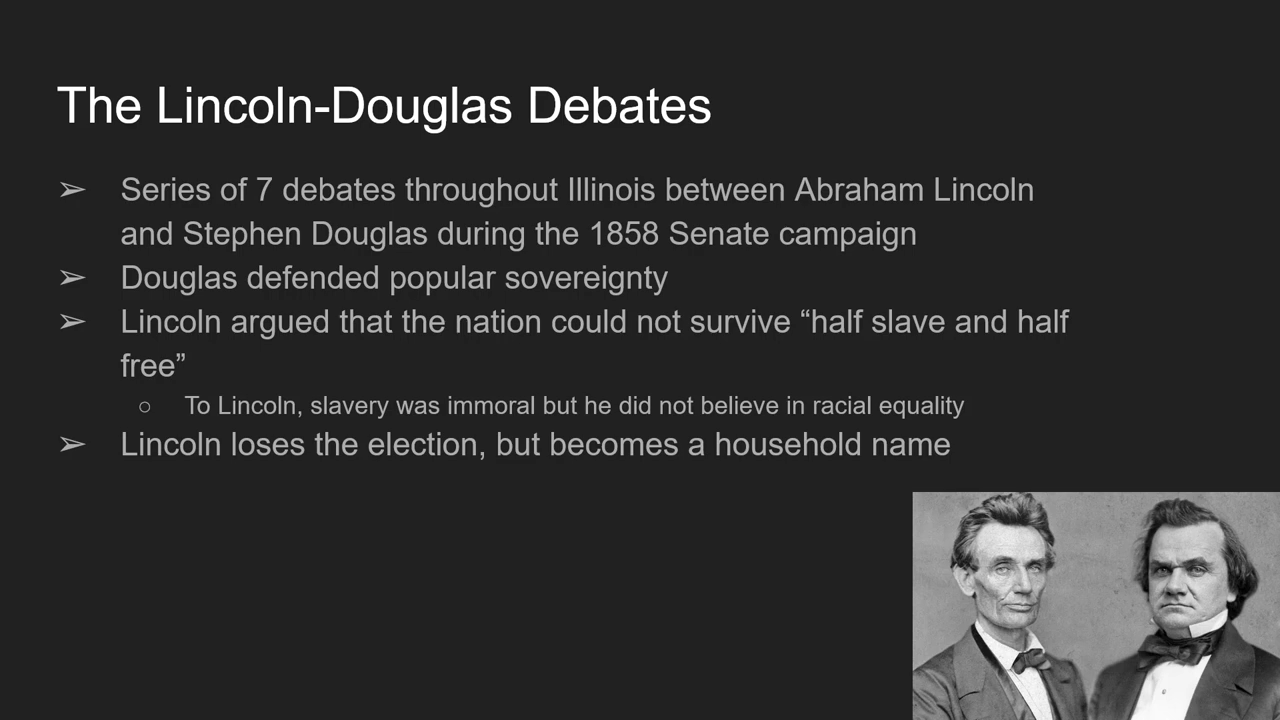 The Lincoln-Douglas Debates
➢ Series of 7 debates throughout Illinois between Abraham Lincoln
and Stephen Douglas during the 1858 Senate campaign
➢ Douglas defended popular sovereignty
➢ Lincoln argued that the nation could not survive “half slave and half
free”
○ To Lincoln, slavery was immoral but he did not believe in racial equality
➢ Lincoln loses the election, but becomes a household name